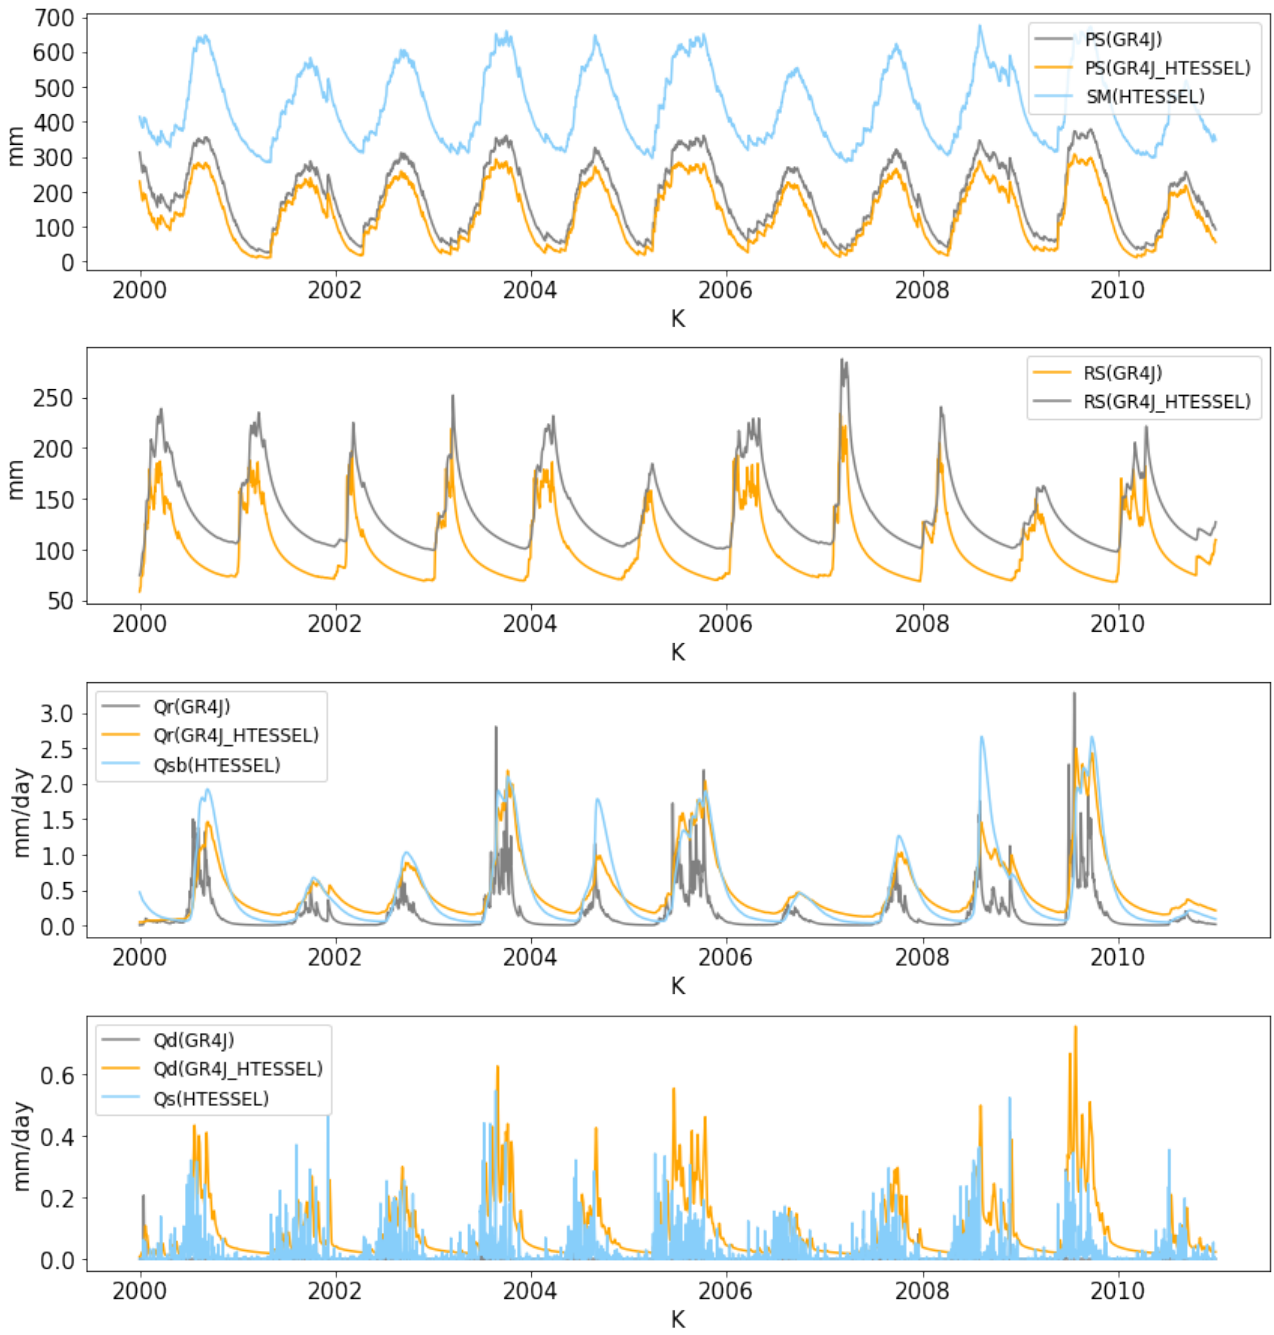 700
600
500
400
300
200
100
0
mm
PS(GR4J)
PS(GR4J_HTESSEL)
SM(HTESSEL)
2000 2002 2004 2006 2008 2010
K
250
200
150
100
50
mm
RS(GR4J)
RS(GR4J_HTESSEL)
2000 2002 2004 2006 2008 2010
K
3.0
2.5
2.0
1.5
1.0
0.5
0.0
mm/day
Qr(GR4J)
Qr(GR4J_HTESSEL)
Qsb(HTESSEL)
2000 2002 2004 2006 2008 2010
K
0.6
0.4
0.2
0.0
mm/day
Qd(GR4J)
Qd(GR4J_HTESSEL)
Qs(HTESSEL)
2000 2002 2004 2006 2008 2010
K